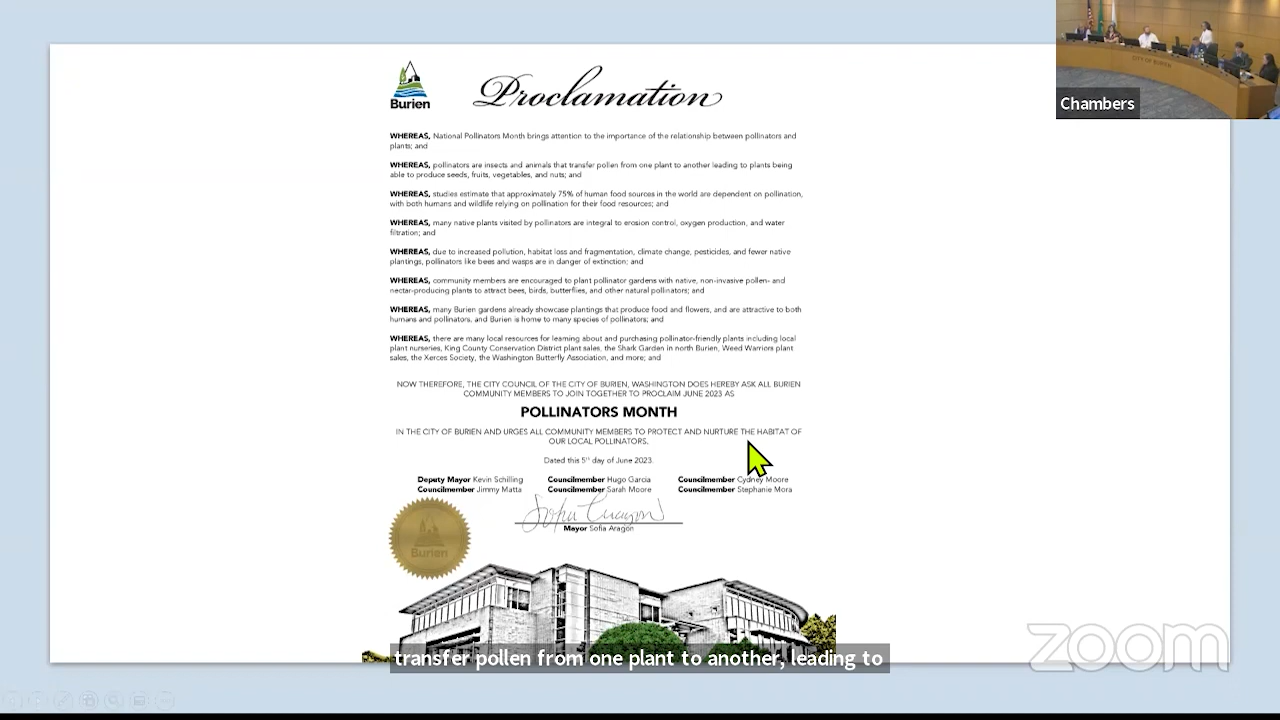 Burien
Proclamation
WHEREAS, National Pollinators Month brings attention to the importance of the relationship between pollinators and
plants; and
WHEREAS, pollinators are insects and animals that transfer pollen from one plant to another leading to plants being
able to produce seeds, fruits, vegetables, and nuts; and
WHEREAS, studies estimate that approximately 75% of human food sources in the world are dependent on pollination,
with both humans and wildlife relying on pollination for their food resources; and
WHEREAS, many native plants visited by pollinators are integral to erosion control, oxygen production, and water
filtration; and
WHEREAS, due to increased pollution, habitat loss and fragmentation, climate change, pesticides, and fewer native
plantings, pollinators like bees and wasps are in danger of extinction; and
WHEREAS, community members are encouraged to plant pollinator gardens with native, non-invasive pollen- and
nectar-producing plants to attract bees, birds, butterflies, and other natural pollinators; and
WHEREAS, many Burien gardens already showcase plantings that produce food and flowers, and are attractive to both
humans and pollinators, and Burien is home to many species of pollinators; and
WHEREAS, there are many local resources for learning about and purchasing pollinator-friendly plants including local
plant nurseries, King County Conservation District plant sales, the Shark Garden in north Burien, Weed Warriors plant
sales, the Xerces Society, the Washington Butterfly Association, and more; and
NOW THEREFORE, THE CITY COUNCIL OF THE CITY OF BURIEN, WASHINGTON DOES HEREBY ASK ALL BURIEN
COMMUNITY MEMBERS TO JOIN TOGETHER TO PROCLAIM JUNE 2023 AS
POLLINATORS MONTH
IN THE CITY OF BURIEN AND URGES ALL COMMUNITY MEMBERS TO PROTECT AND NURTURE THE HABITAT OF
OUR LOCAL POLLINATORS.
Dated this 5th day of June 2023.
Deputy Mayor Kevin Schilling Councilmember Hugo Garcia Councilmember Cydney Moore
Councilmember Jimmy Matta Councilmember Sarah Moore Councilmember Stephanie Mora
Sofia Aragon
Mayor Sofia Aragon
Burien
transfer pollen from one plant to another, leading to
CITY OF BURIEN
Chambers
zoom